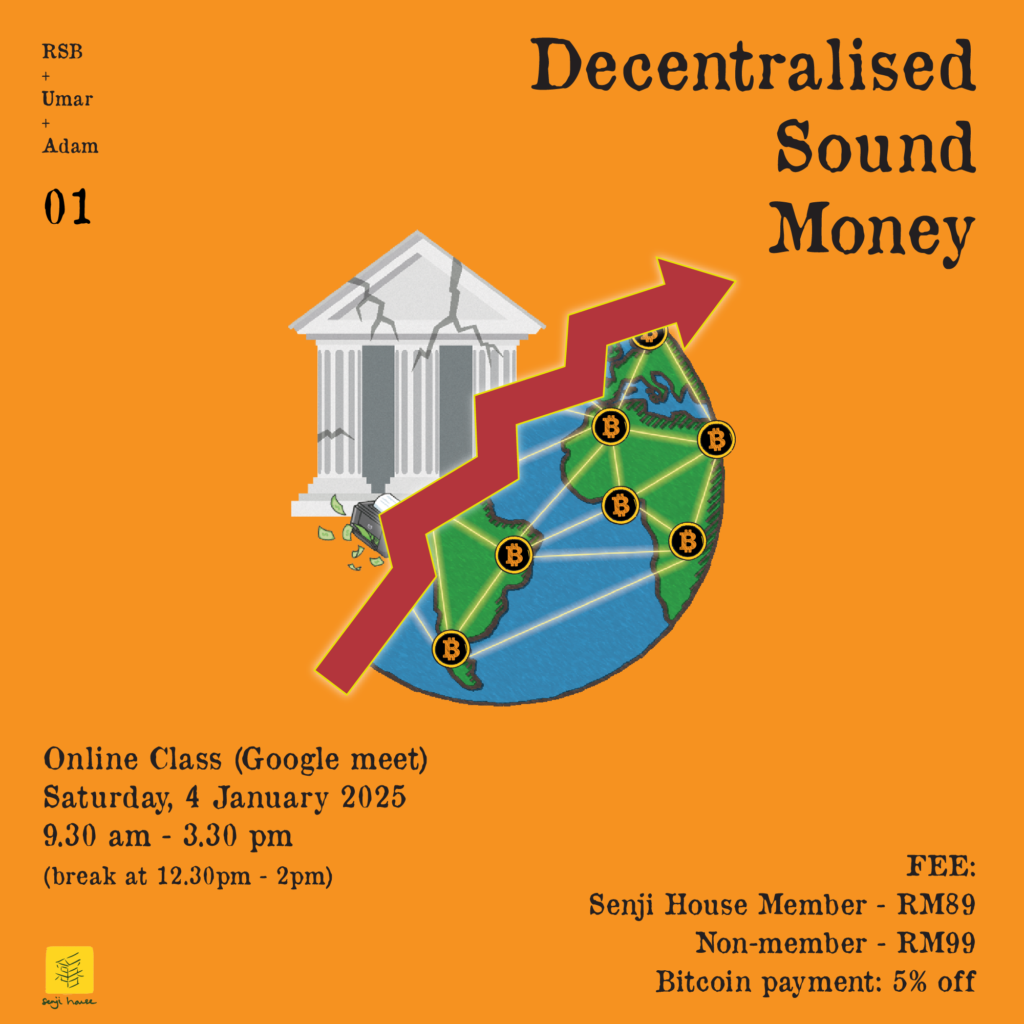 RSB
+
Umar
+
Adam
01
Decentralised
Sound
Money
Online Class (Google meet)
Saturday, 4 January 2025
9.30 am - 3.30 pm
(break at 12.30pm - 2pm)
FEE:
Senji House Member - RM89
Non-member - RM99
Bitcoin payment: 5% off
senji house